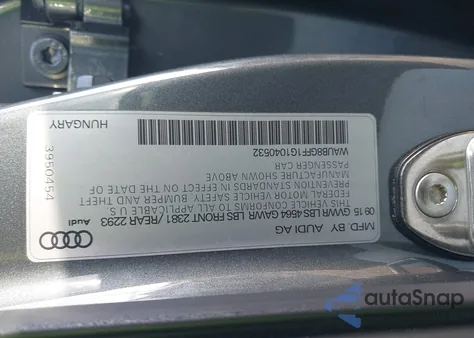 MFD. BY AUDI AG
09 15 GVWR LBS 4564 GAWR LBS FRONT 2381 / REAR 2293
THIS VEHICLE CONFORMS TO ALL APPLICABLE U S
FEDERAL MOTOR VEHICLE SAFETY, BUMPER AND THEFT
PREVENTION STANDARDS IN EFFECT ON THE DATE OF
MANUFACTURE SHOWN ABOVE
PASSENGER CAR
WAUB8GFF1G1040532
HUNGARY
3950454
Audi
autoSnap